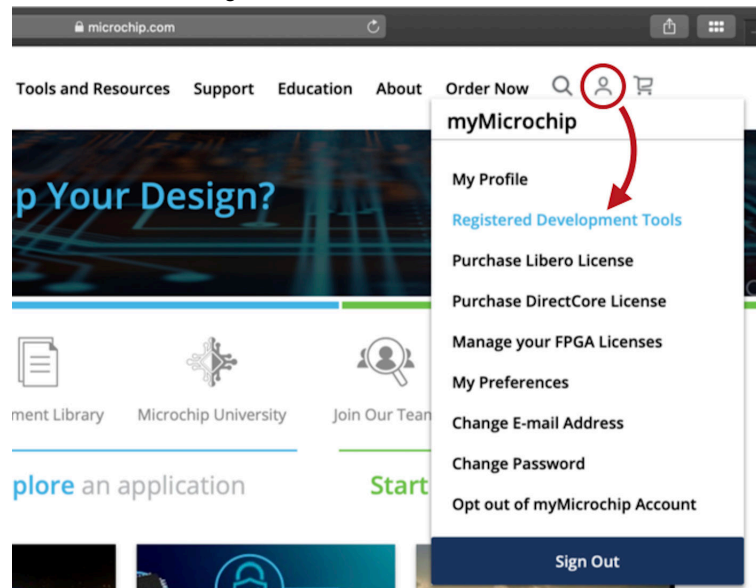 microchip.com
Tools and Resources Support Education About Order Now
myMicrochip
p Your Design?
My Profile
Registered Development Tools
Purchase Libero License
Purchase DirectCore License
Manage your FPGA Licenses
My Preferences
Change E-mail Address
Change Password
Opt out of myMicrochip Account
Sign Out
ment Library Microchip University Join Our Team
plore an application Start